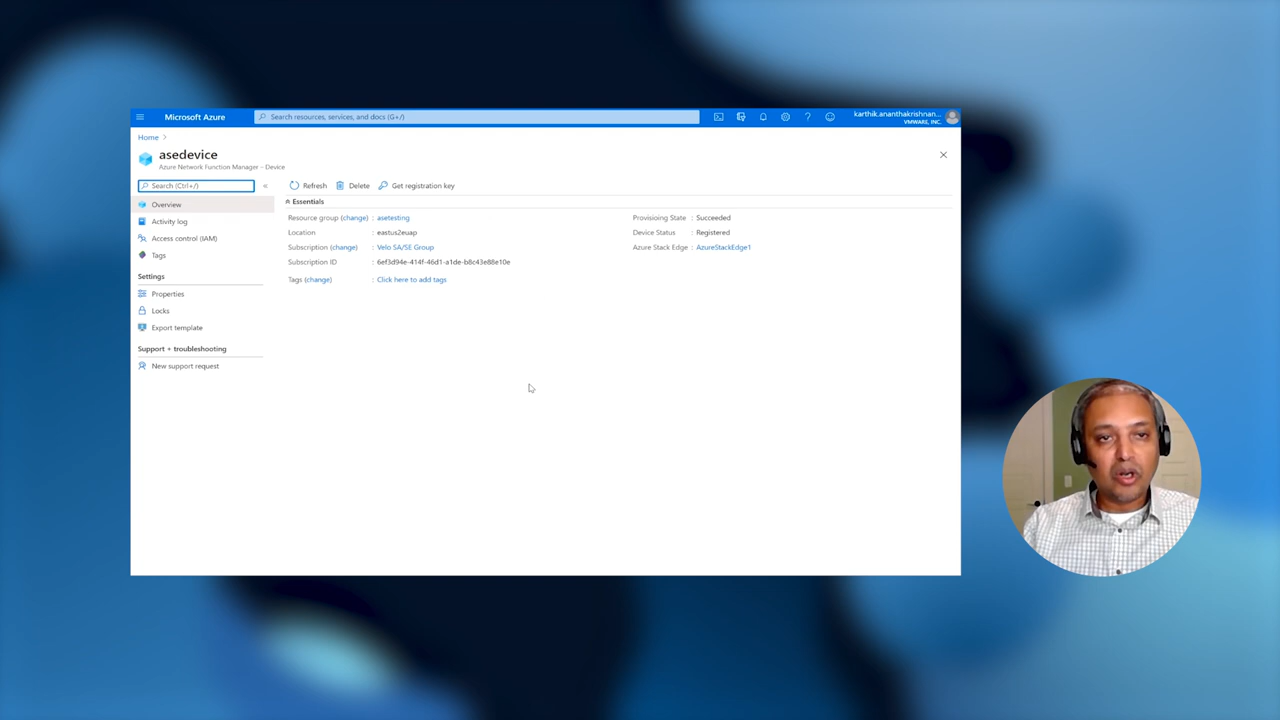 Microsoft Azure
Search resources, services, and docs (G+/)
karthik.ananthakrishnan...
VMWARE, INC.
Home >
asedevice
Azure Network Function Manager – Device
Search (Ctrl+/)
«
Refresh
Delete
Get registration key
Overview
Activity log
Access control (IAM)
Tags
Settings
Properties
Locks
Export template
Support + troubleshooting
New support request
Essentials
Resource group (change) : asetesting
Location : eastus2euap
Subscription (change) : Velo SA/SE Group
Subscription ID : 6ef3d94e-414f-46d1-a1de-b8c43e88e10e
Tags (change) : Click here to add tags
Provisioing State : Succeeded
Device Status : Registered
Azure Stack Edge : AzureStackEdge1